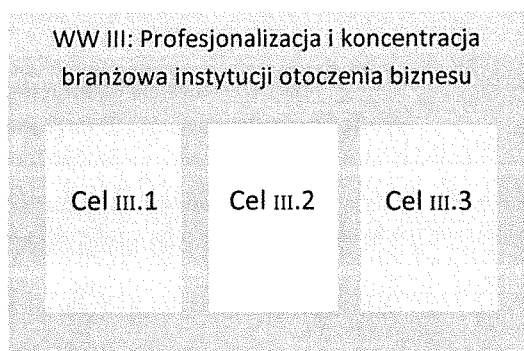 WW III: Profesjonalizacja i koncentracja
branżowa instytucji otoczenia biznesu
Cel III.1
Cel III.2
Cel III.3